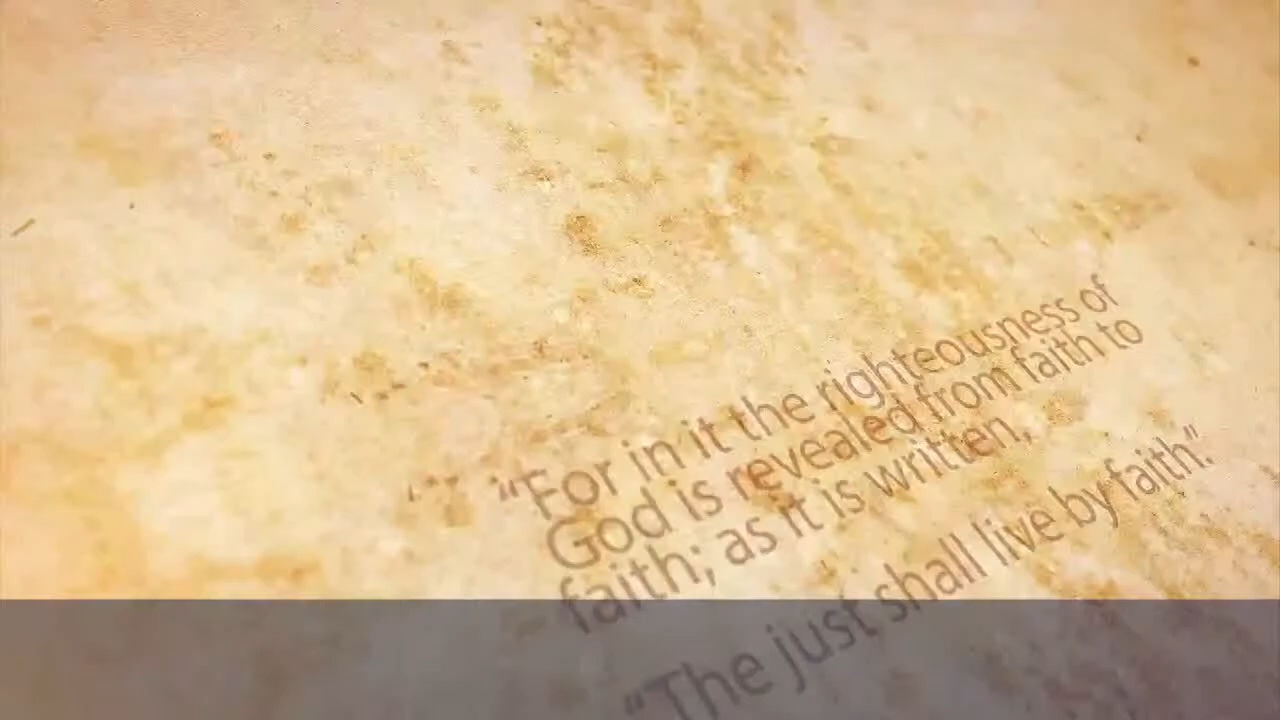 “For in it the righteousness of
God is revealed from faith to
faith; as it is written,
“The just shall live by faith”.